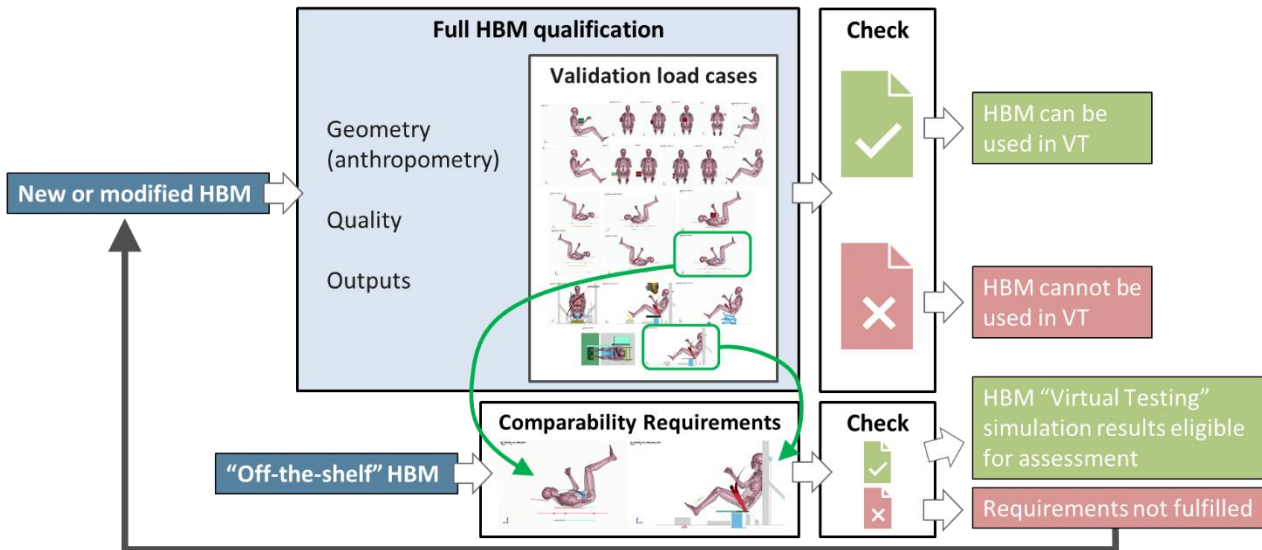 Full HBM qualification
Validation load cases
Geometry
(anthropometry)
Quality
Outputs
New or modified HBM
Check
HBM can be
used in VT
HBM cannot be
used in VT
Comparability Requirements
"Off-the-shelf" HBM
Check
HBM “Virtual Testing”
simulation results eligible
for assessment
Requirements not fulfilled